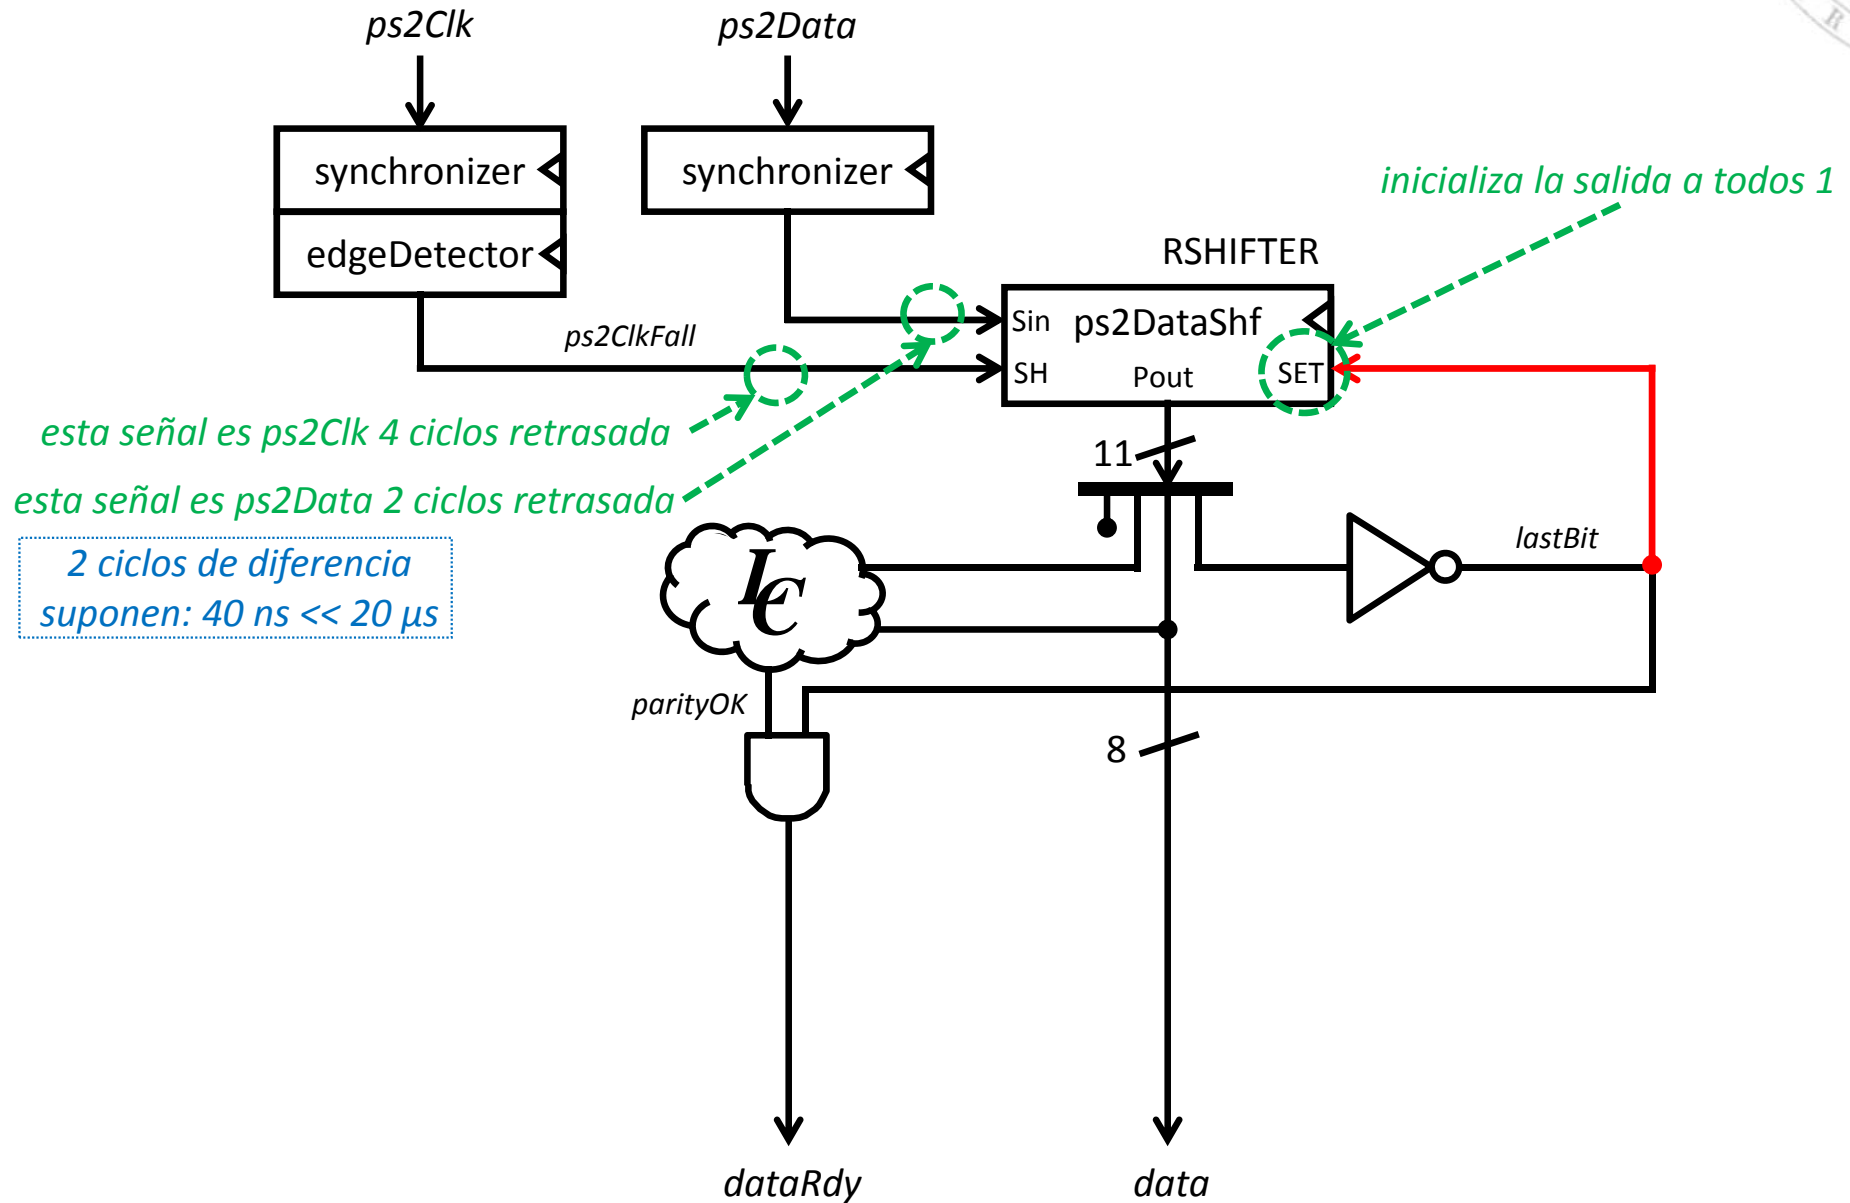 ps2Clk
ps2Data
synchronizer
synchronizer
edgeDetector
inicializa la salida a todos 1
RSHIFTER
Sin
ps2DataShf
SH
Pout
SET
ps2ClkFall
esta señal es ps2Clk 4 ciclos retrasada
esta señal es ps2Data 2 ciclos retrasada
2 ciclos de diferencia
suponen: 40 ns << 20 µs
11
LC
lastBit
parityOK
8
dataRdy
data
R